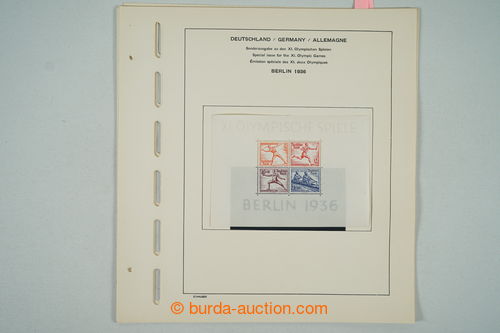 DEUTSCHLAND / GERMANY / ALLEMAGNE
Sonderausgabe zu den XI. Olympischen Spielen
Special issue for the XI. Olympic Games
Émission spéciale des XI. Jeux Olympiques
BERLIN 1936
XI. OLYMPISCHE SPIELE
BERLIN 1936
© burda-auction.com